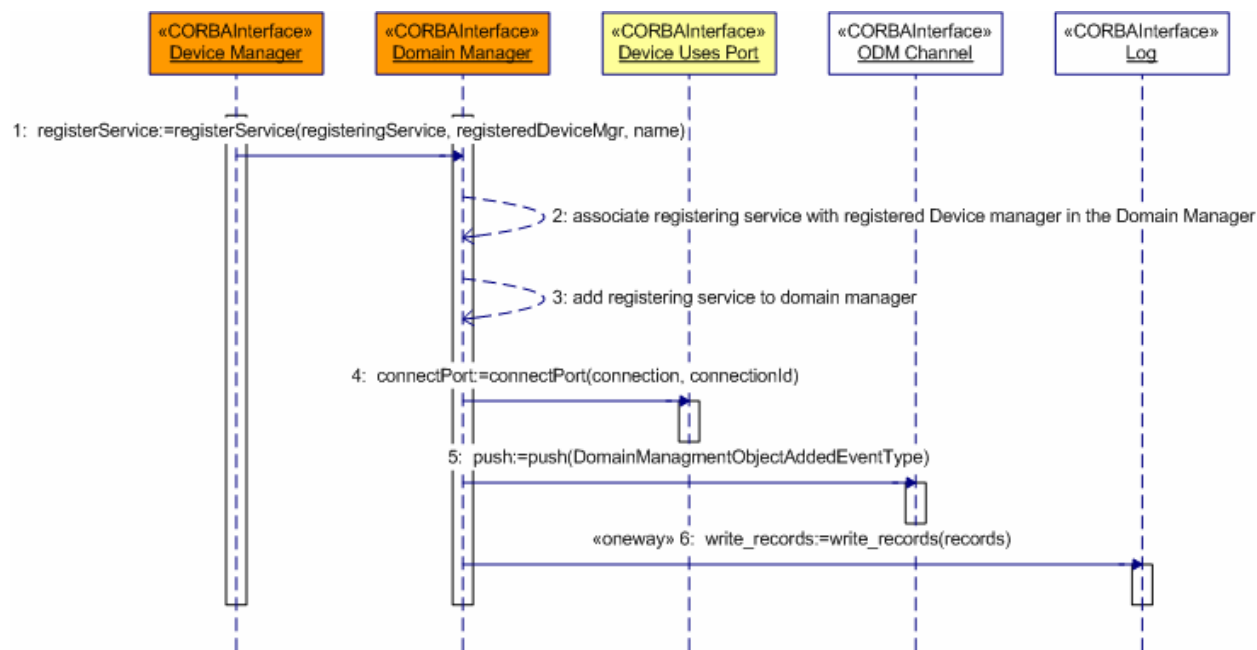 «CORBAInterface»
Device Manager
«CORBAInterface»
Domain Manager
«CORBAInterface»
Device Uses Port
«CORBAInterface»
ODM Channel
«CORBAInterface»
Log
1: registerService:=registerService(registeringService, registeredDeviceMgr, name)
2: associate registering service with registered Device manager in the Domain Manager
3: add registering service to domain manager
4: connectPort:=connectPort(connection, connectionId)
5: push:=push(DomainManagmentObjectAddedEventType)
«oneway» 6: write_records:=write_records(records)